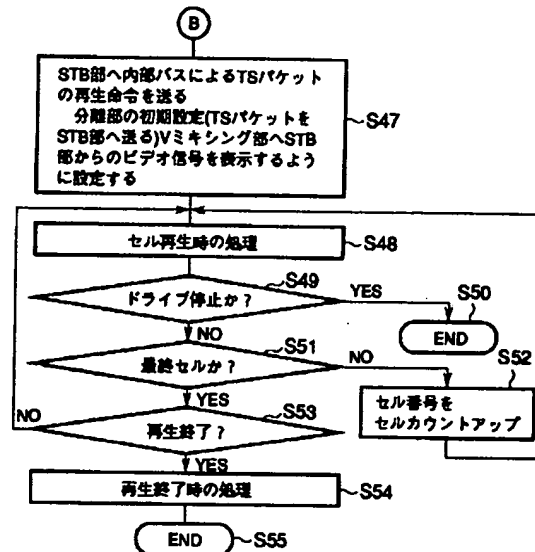 B
STB部へ内部バスによるTSパケット
の再生命令を送る
分離部の初期設定(TSパケットを
STB部へ送る)Vミキシング部へSTB
部からのビデオ信号を表示するよう
に設定する
S47
セル再生時の処理
S48
S49
ドライブ停止か?
YES
S50
END
NO
S51
最終セルか?
NO
S52
セル番号を
セルカウントアップ
YES
S53
NO
再生終了?
YES
再生終了時の処理
S54
END
S55